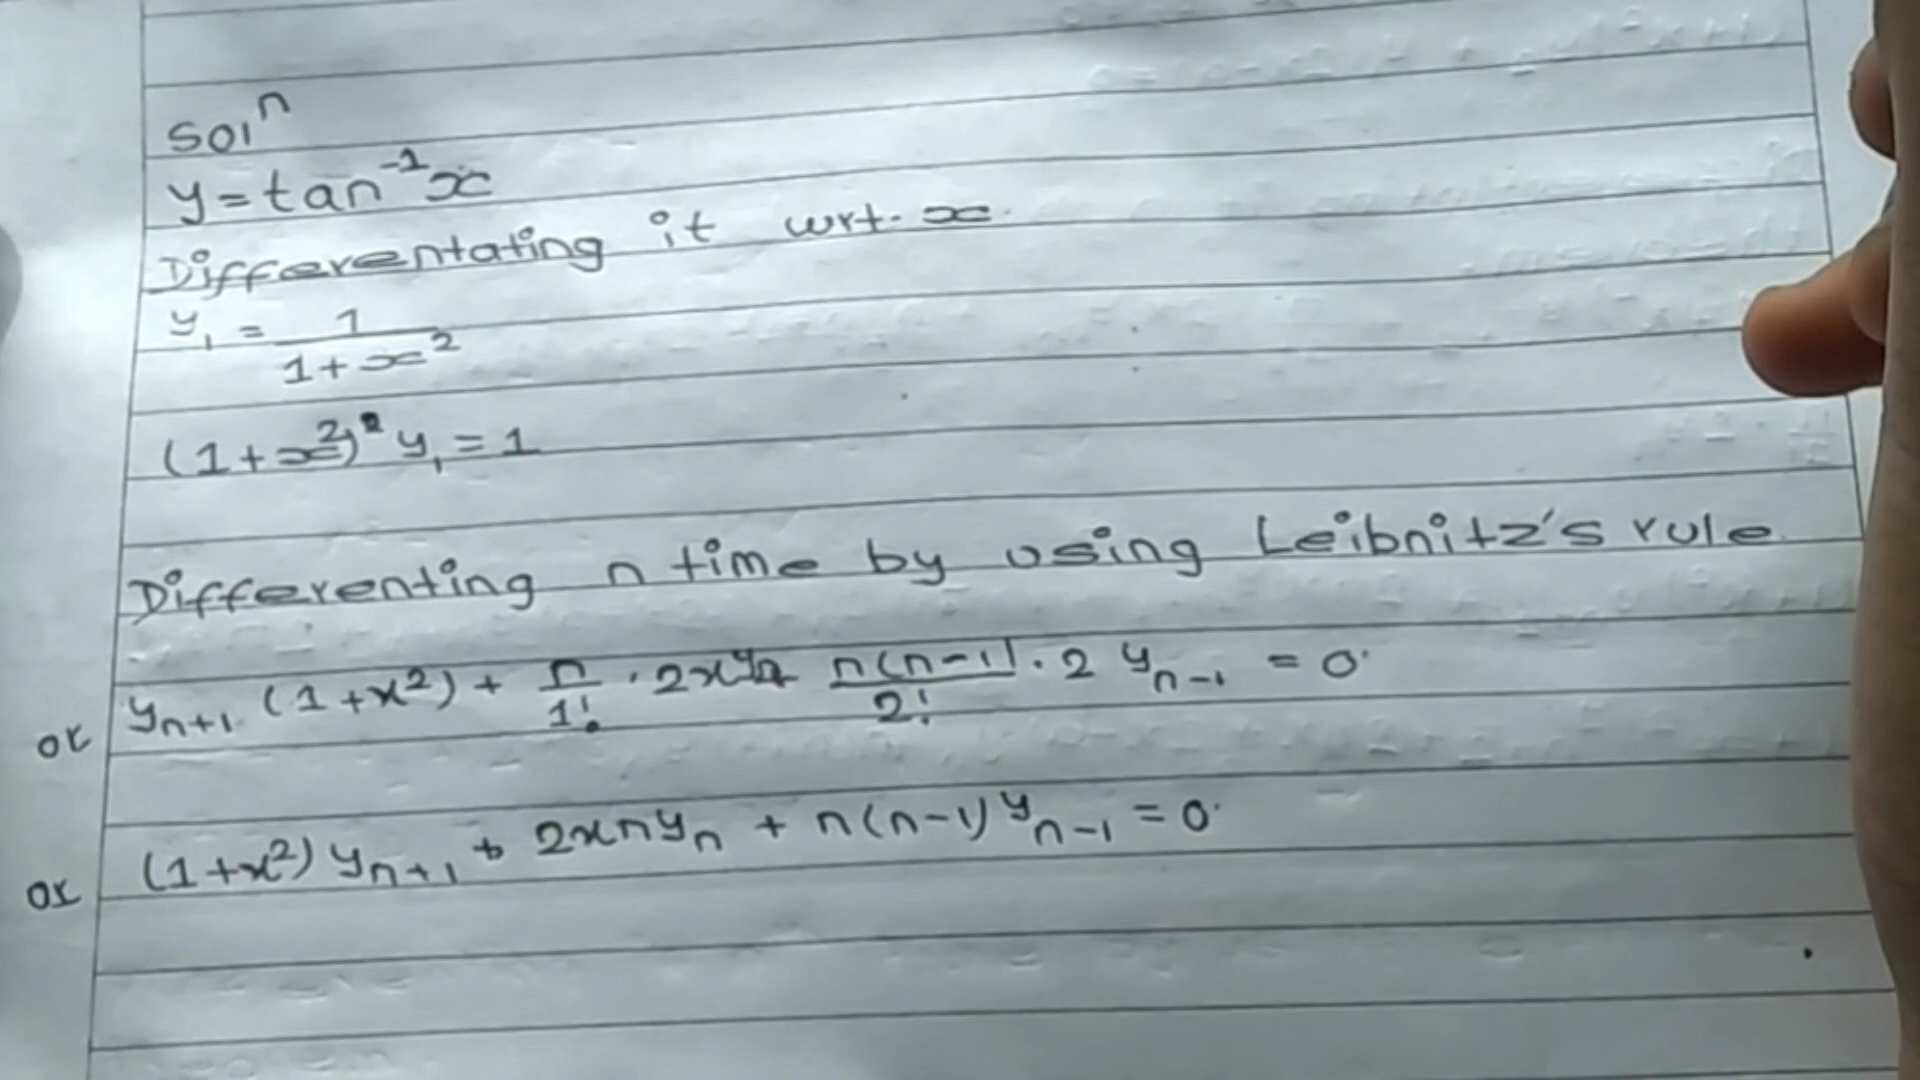 Solⁿ
y = tan⁻¹x
Differentating it wrt. x.
y₁ = 1/(1+x²)
(1+x²) y₁ = 1
Differenting n time by using Leibnitz's rule
or yₙ₊₁ (1+x²) + n/1! · 2xyₙ + n(n-1)/2! · 2 yₙ₋₁ = 0.
or (1+x²) yₙ₊₁ + 2xnyₙ + n(n-1) yₙ₋₁ = 0.